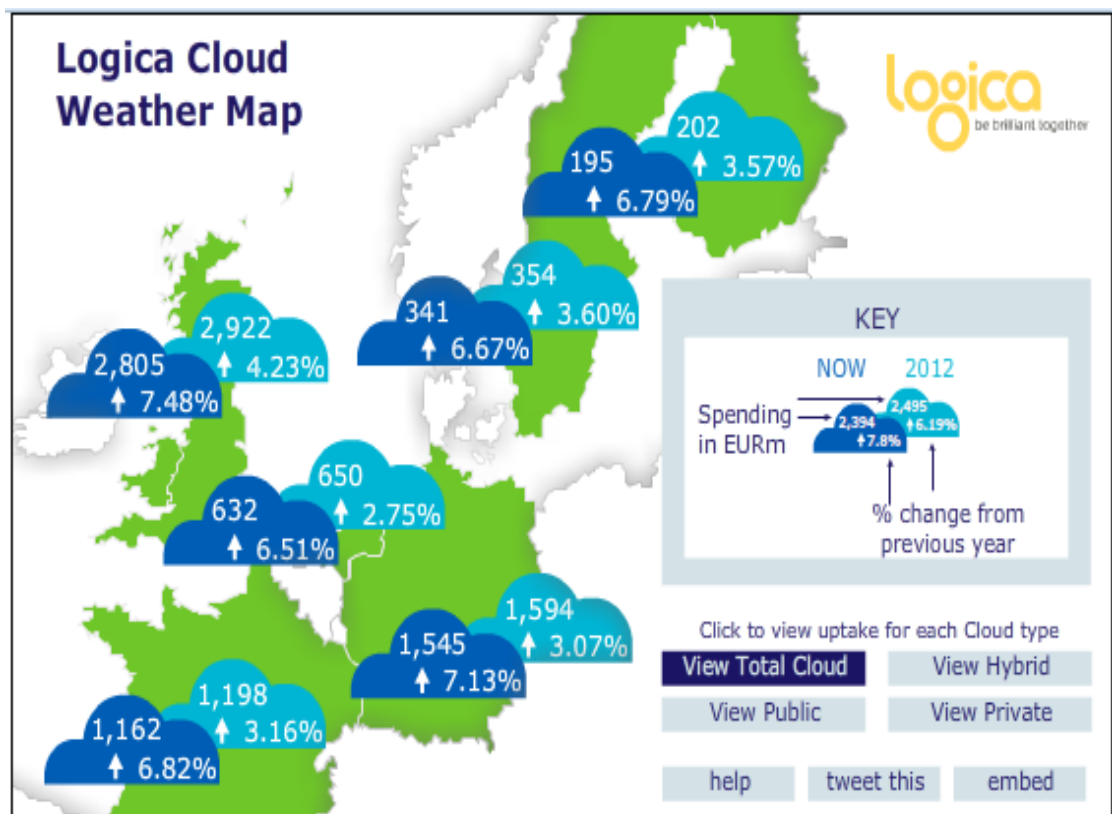 Logica Cloud
Weather Map
logica
be brilliant together
202
3.57%
195
6.79%
354
3.60%
341
6.67%
2,922
4.23%
2,805
7.48%
650
2.75%
632
6.51%
1,594
3.07%
1,545
7.13%
1,198
3.16%
1,162
6.82%
KEY
NOW 2012
Spending
in EURm
2,495
6.19%
2,394
7.8%
% change from
previous year
Click to view uptake for each Cloud type
View Total Cloud
View Hybrid
View Public
View Private
help
tweet this
embed